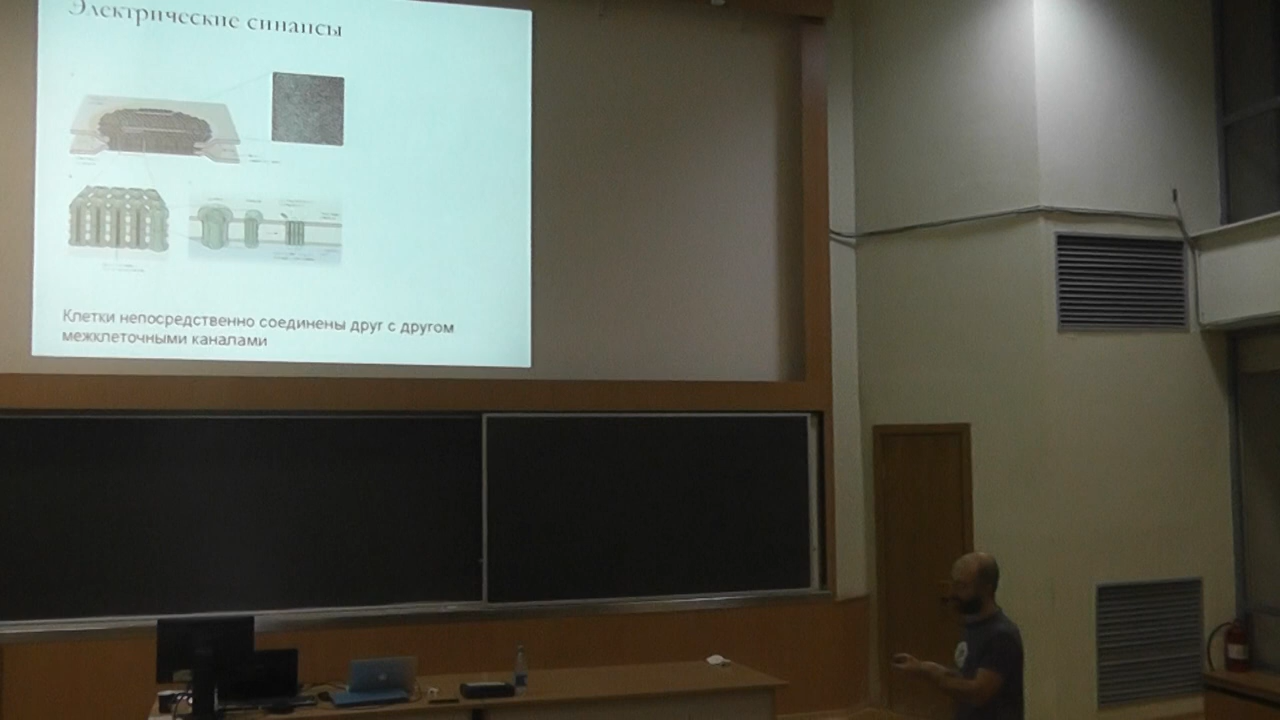 Электрические синапсы
Клетки непосредственно соединены друг с другом
межклеточными каналами